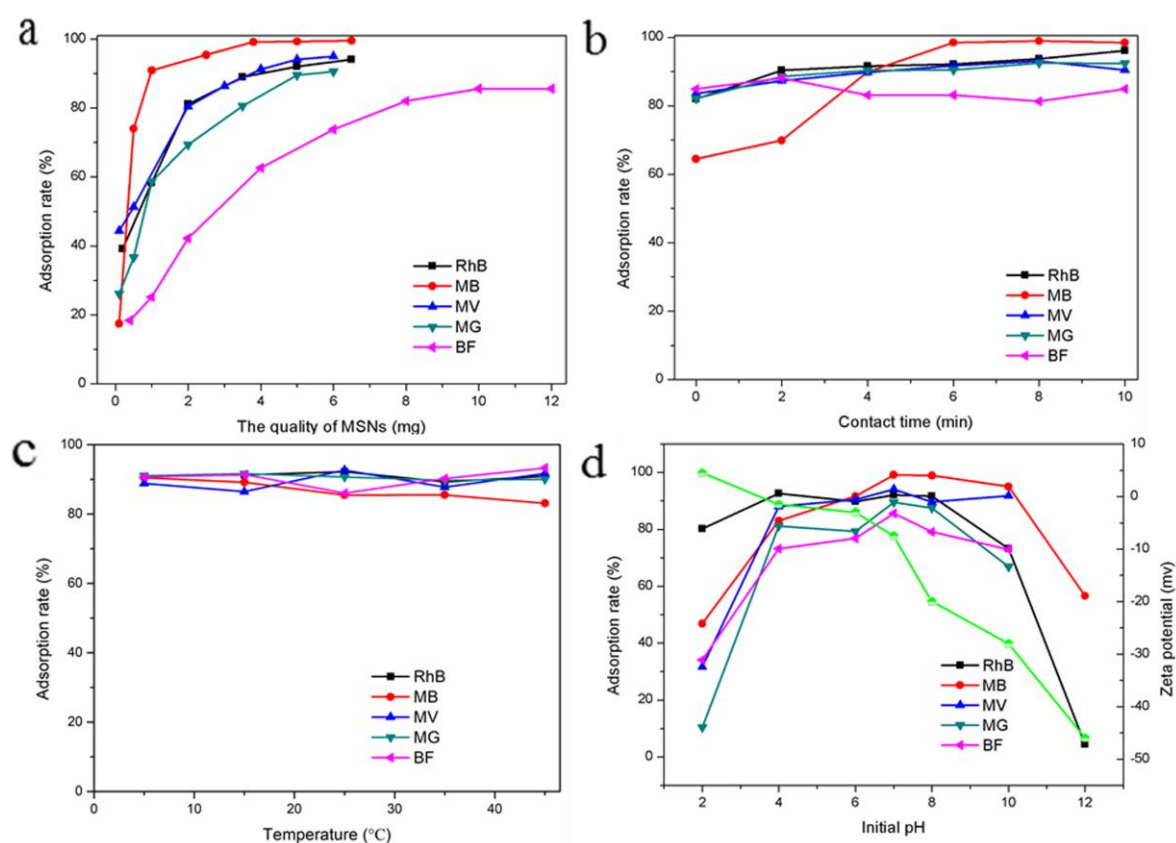 a
100
80
60
40
20
0
Adsorption rate (%)
RhB
MB
MV
MG
BF
0 2 4 6 8 10 12
The quality of MSNs (mg)
b
100
80
60
40
20
0
Adsorption rate (%)
RhB
MB
MV
MG
BF
0 2 4 6 8 10
Contact time (min)
c
100
80
60
40
20
0
Adsorption rate (%)
RhB
MB
MV
MG
BF
0 10 20 30 40
Temperature (°C)
d
100
80
60
40
20
0
Adsorption rate (%)
RhB
MB
MV
MG
BF
10
0
-10
-20
-30
-40
-50
Zeta potential (mv)
2 4 6 8 10 12
Initial pH